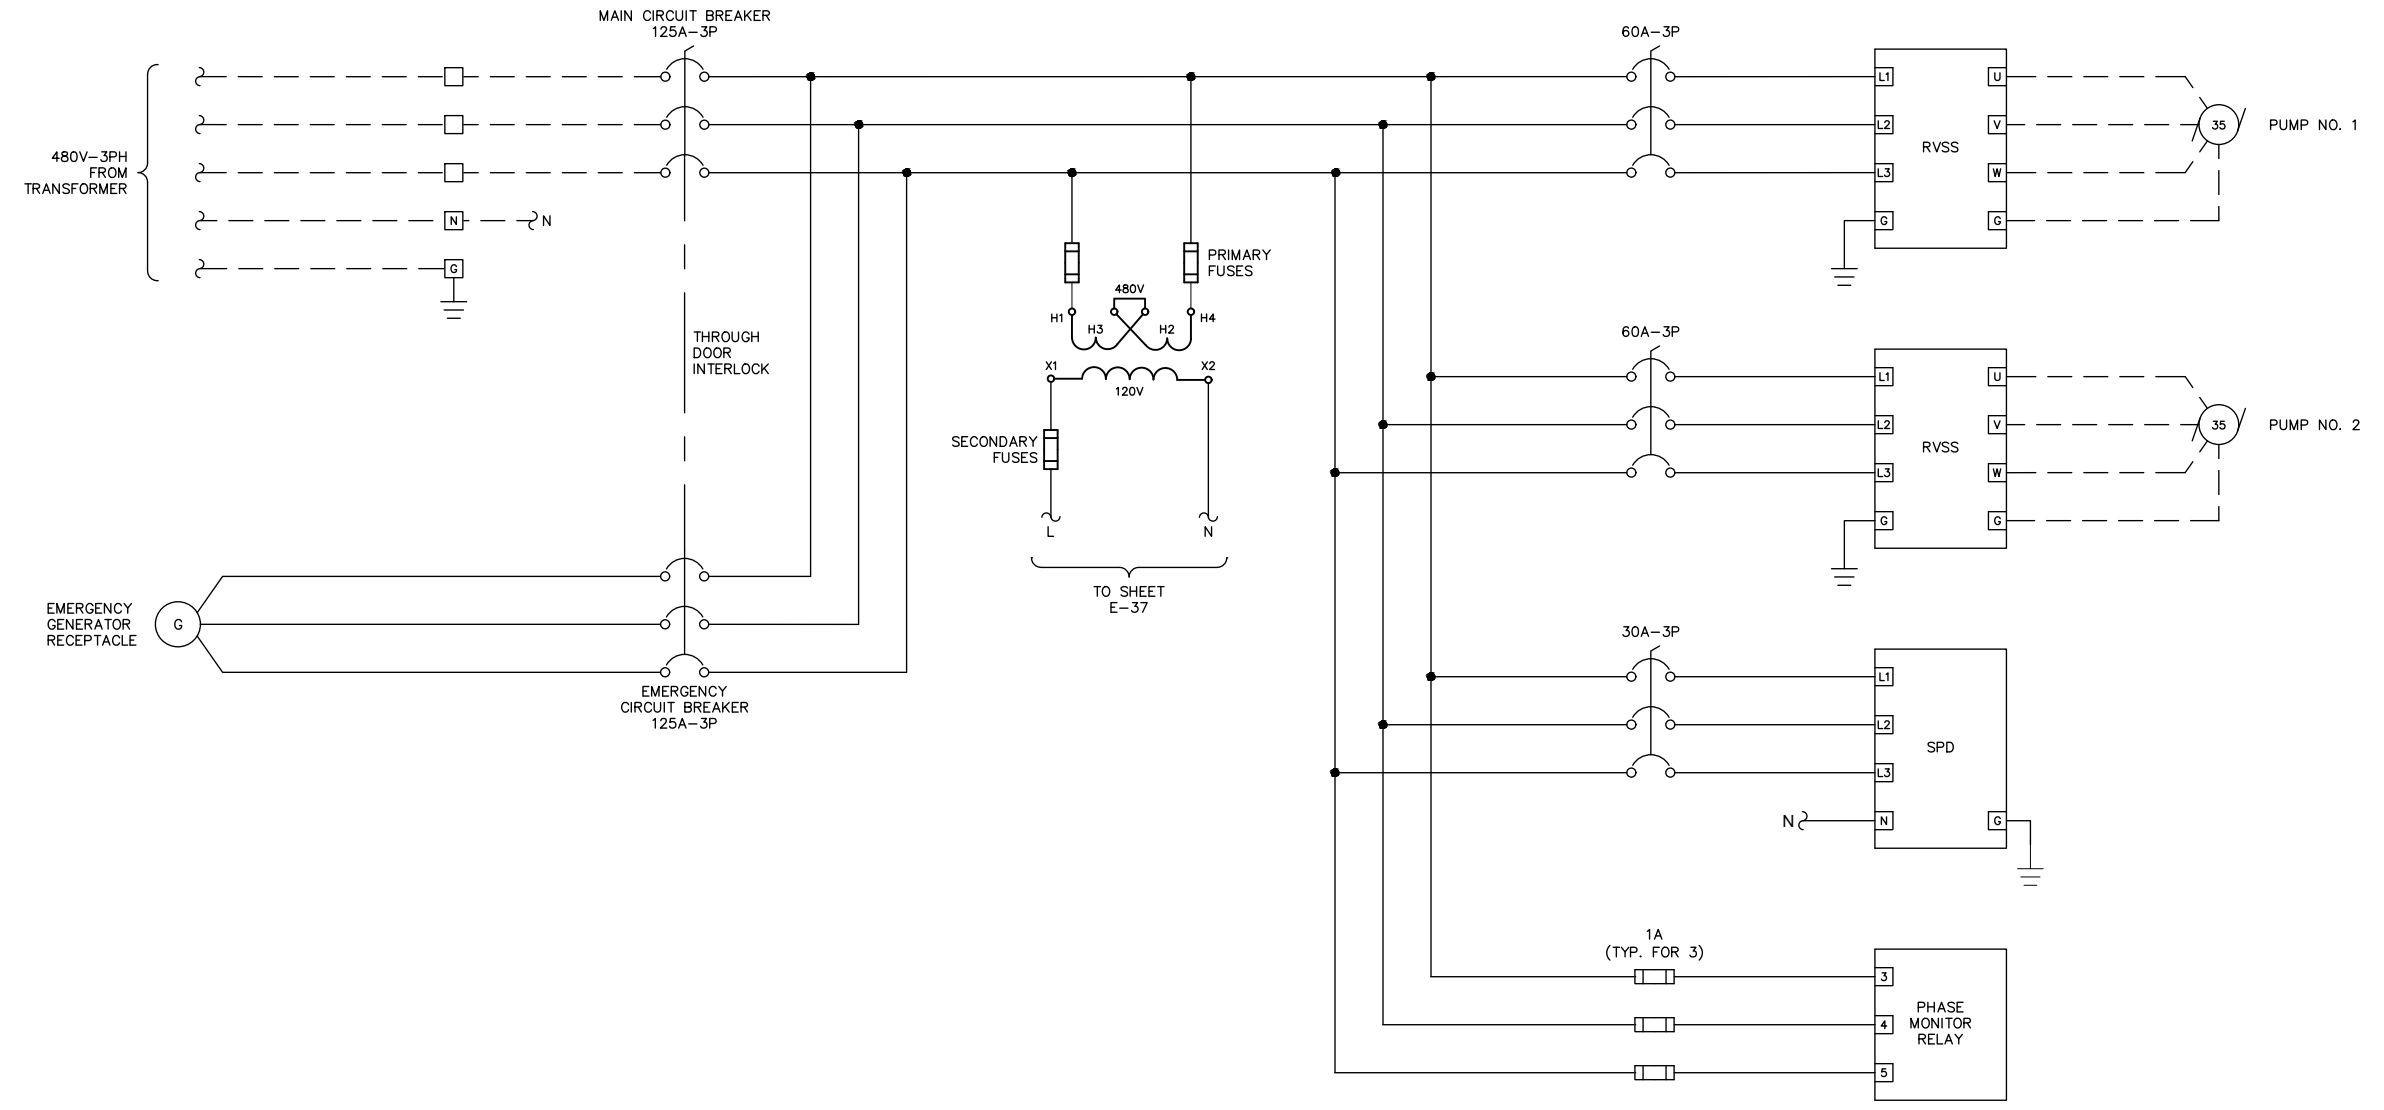 MAIN CIRCUIT BREAKER
125A-3P
480V-3PH
FROM
TRANSFORMER
N
N
G
THROUGH
DOOR
INTERLOCK
EMERGENCY
GENERATOR
RECEPTACLE
G
EMERGENCY
CIRCUIT BREAKER
125A-3P
PRIMARY
FUSES
480V
H1
H3
H2
H4
X1
X2
120V
SECONDARY
FUSES
L
N
TO SHEET
E-37
60A-3P
L1
L2
L3
G
RVSS
U
V
W
G
35
PUMP NO. 1
60A-3P
L1
L2
L3
G
RVSS
U
V
W
G
35
PUMP NO. 2
30A-3P
L1
L2
L3
N
N
SPD
G
1A
(TYP. FOR 3)
3
4
5
PHASE
MONITOR
RELAY